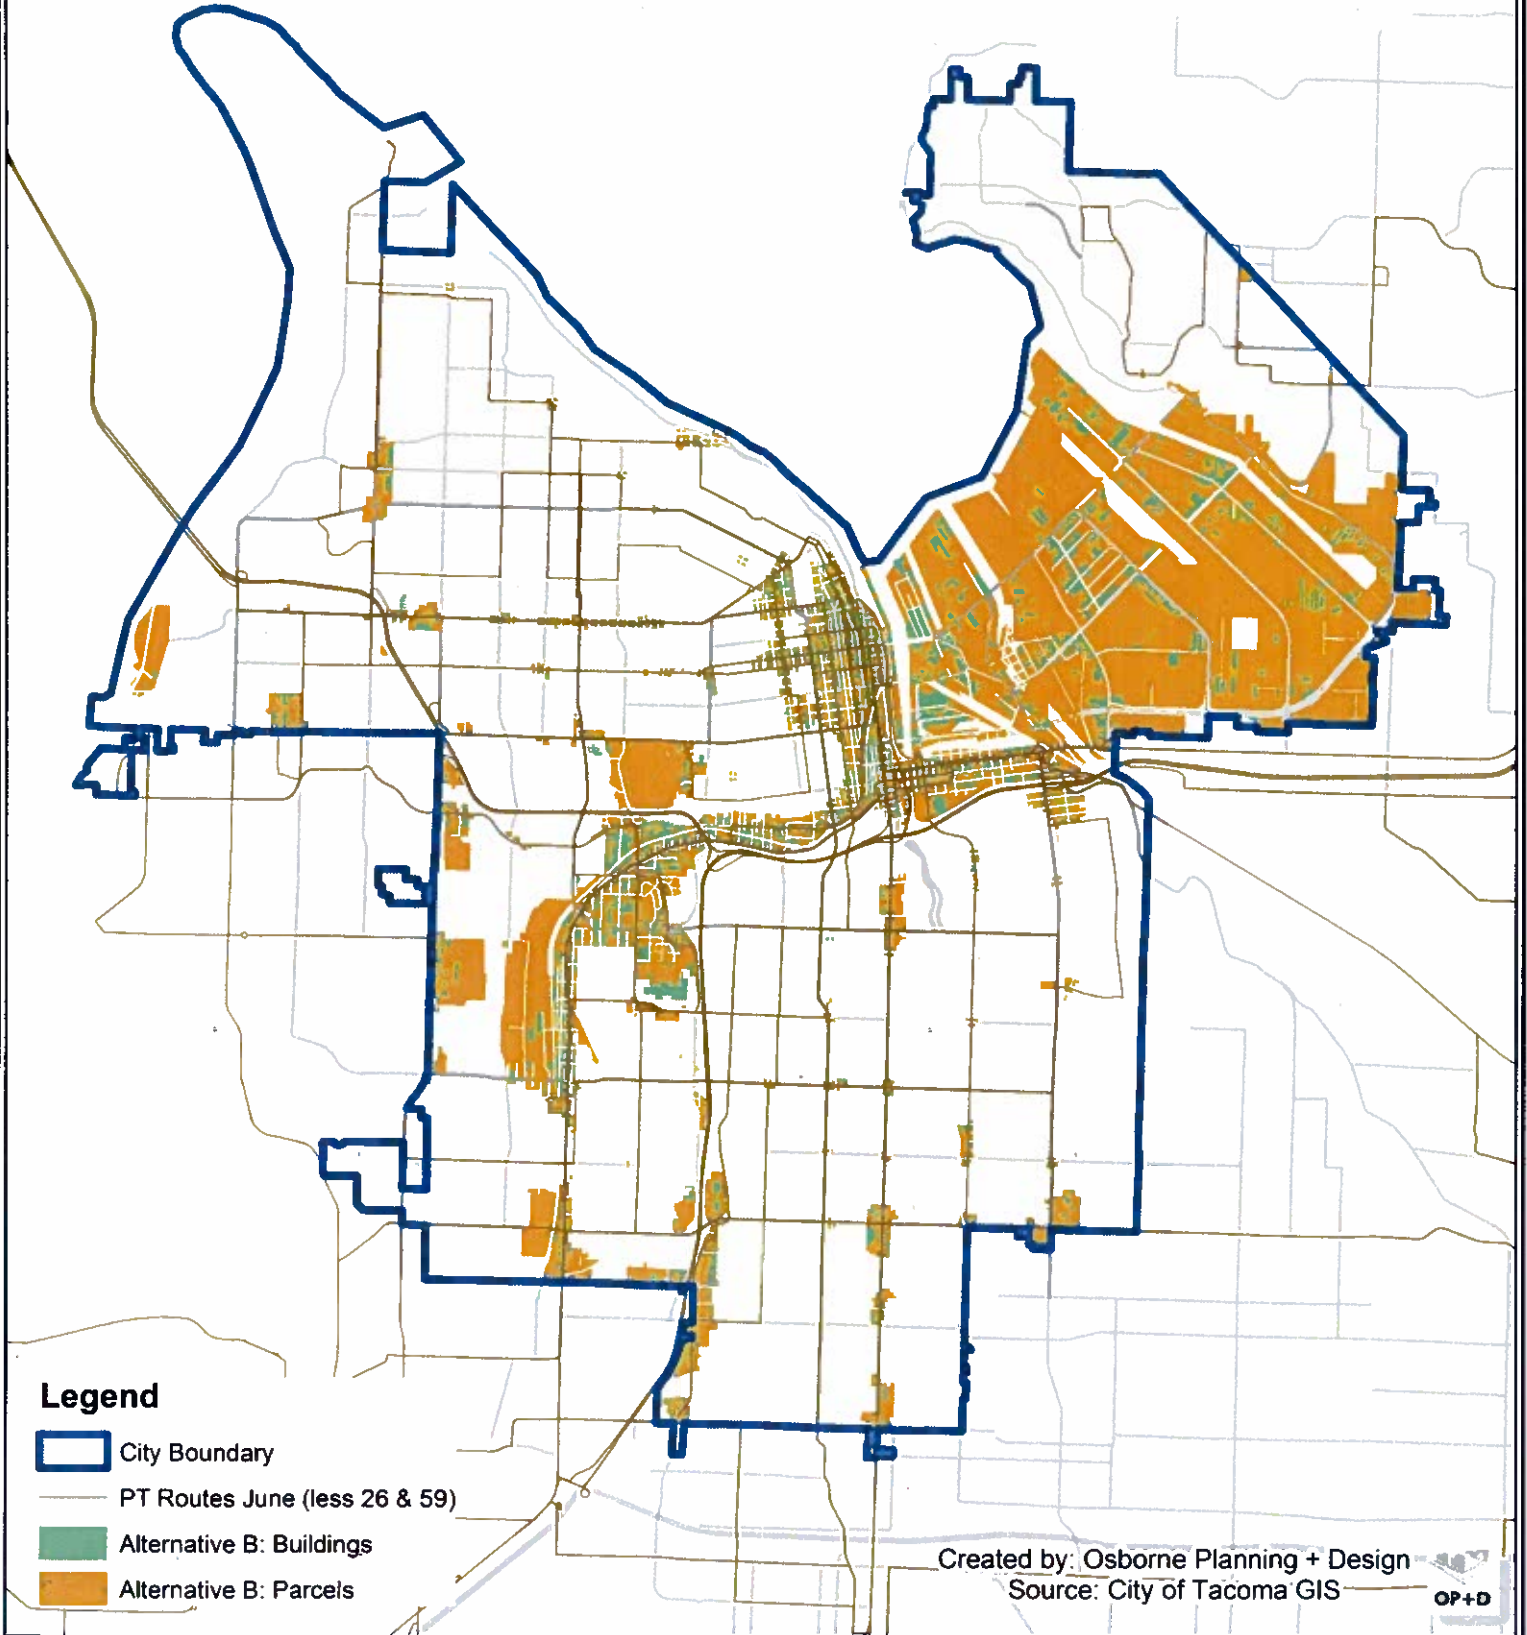 Legend
City Boundary
PT Routes June (less 26 & 59)
Alternative B: Buildings
Alternative B: Parcels
Created by: Osborne Planning + Design
Source: City of Tacoma GIS
OP+D